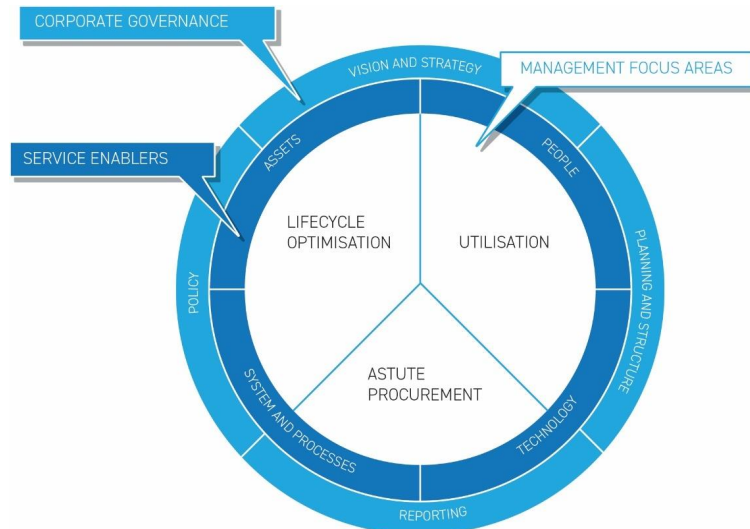 CORPORATE GOVERNANCE
VISION AND STRATEGY
MANAGEMENT FOCUS AREAS
SERVICE ENABLERS
ASSETS
PEOPLE
LIFECYCLE
OPTIMISATION
UTILISATION
POLICY
PLANNING AND STRUCTURE
ASTUTE
PROCUREMENT
SYSTEM AND PROCESSES
TECHNOLOGY
REPORTING